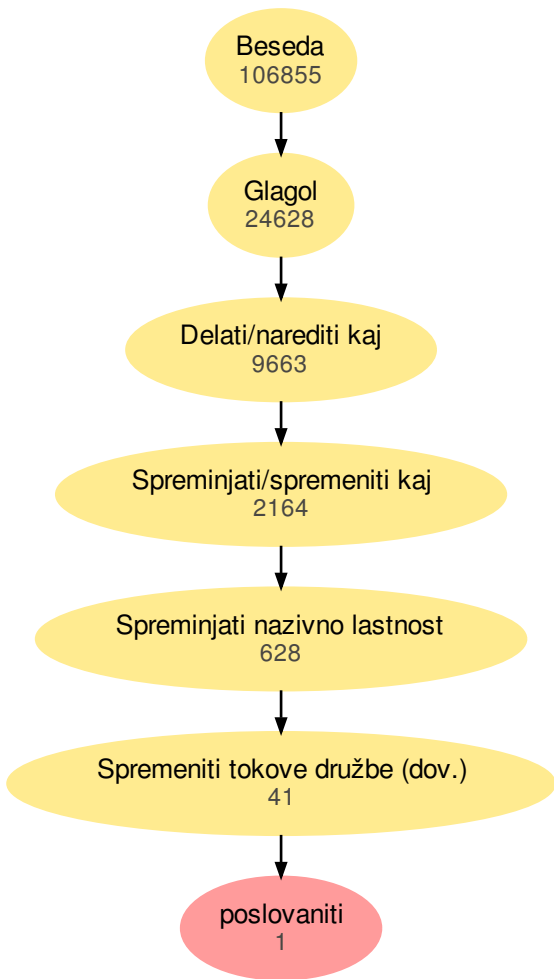 Beseda
106855
Glagol
24628
Delati/narediti kaj
9663
Spreminjati/spremeniti kaj
2164
Spreminjati nazivno lastnost
628
Spremeniti tokove družbe (dov.)
41
poslovaniti
1